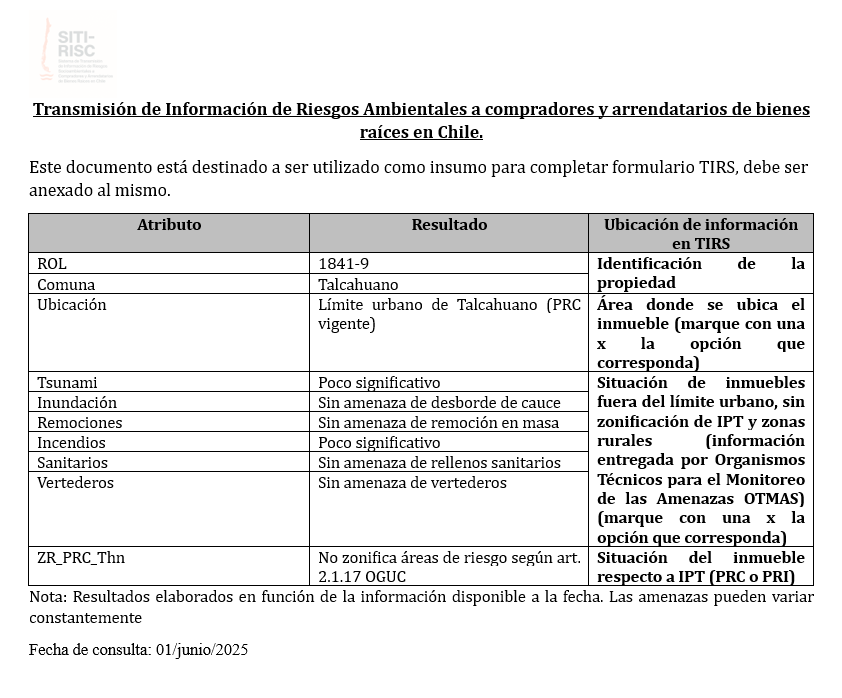 SITI-
RISC
Transmisión de Información de Riesgos Ambientales a compradores y arrendatarios de bienes
raíces en Chile.
Este documento está destinado a ser utilizado como insumo para completar formulario TIRS, debe ser
anexado al mismo.
Atributo Resultado Ubicación de información
en TIRS
ROL 1841-9 Identificación de la
propiedad
Comuna Talcahuano
Ubicación Límite urbano de Talcahuano (PRC
vigente)
Área donde se ubica el
inmueble (marque con una
x la opción que
corresponda)
Tsunami Poco significativo
Inundación Sin amenaza de desborde de cauce
Remociones Sin amenaza de remoción en masa
Incendios Poco significativo
Sanitarios Sin amenaza de rellenos sanitarios
Vertederos Sin amenaza de vertederos
Situación de inmuebles
fuera del límite urbano, sin
zonificación de IPT y zonas
rurales (información
entregada por Organismos
Técnicos para el Monitoreo
de las Amenazas OTMAS)
(marque con una x la
opción que corresponda)
ZR_PRC_Thn No zonifica áreas de riesgo según art.
2.1.17 OGUC
Situación del inmueble
respecto a IPT (PRC o PRI)
Nota: Resultados elaborados en función de la información disponible a la fecha. Las amenazas pueden variar
constantemente
Fecha de consulta: 01/junio/2025